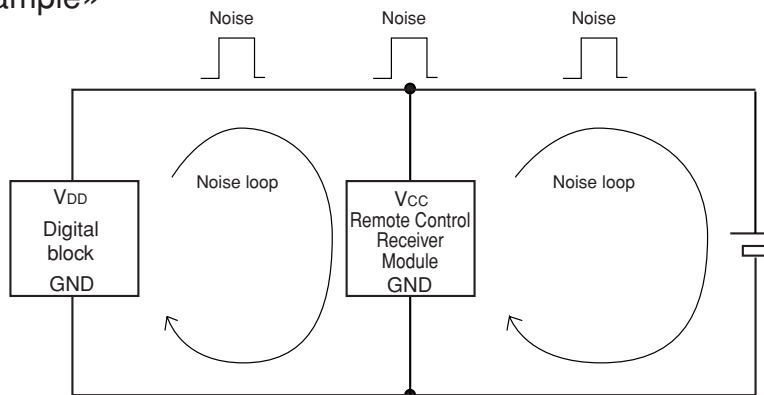 ample»
Noise
Noise
Noise
Noise loop
Noise loop
VDD
Digital
block
GND
VCC
Remote Control
Receiver
Module
GND